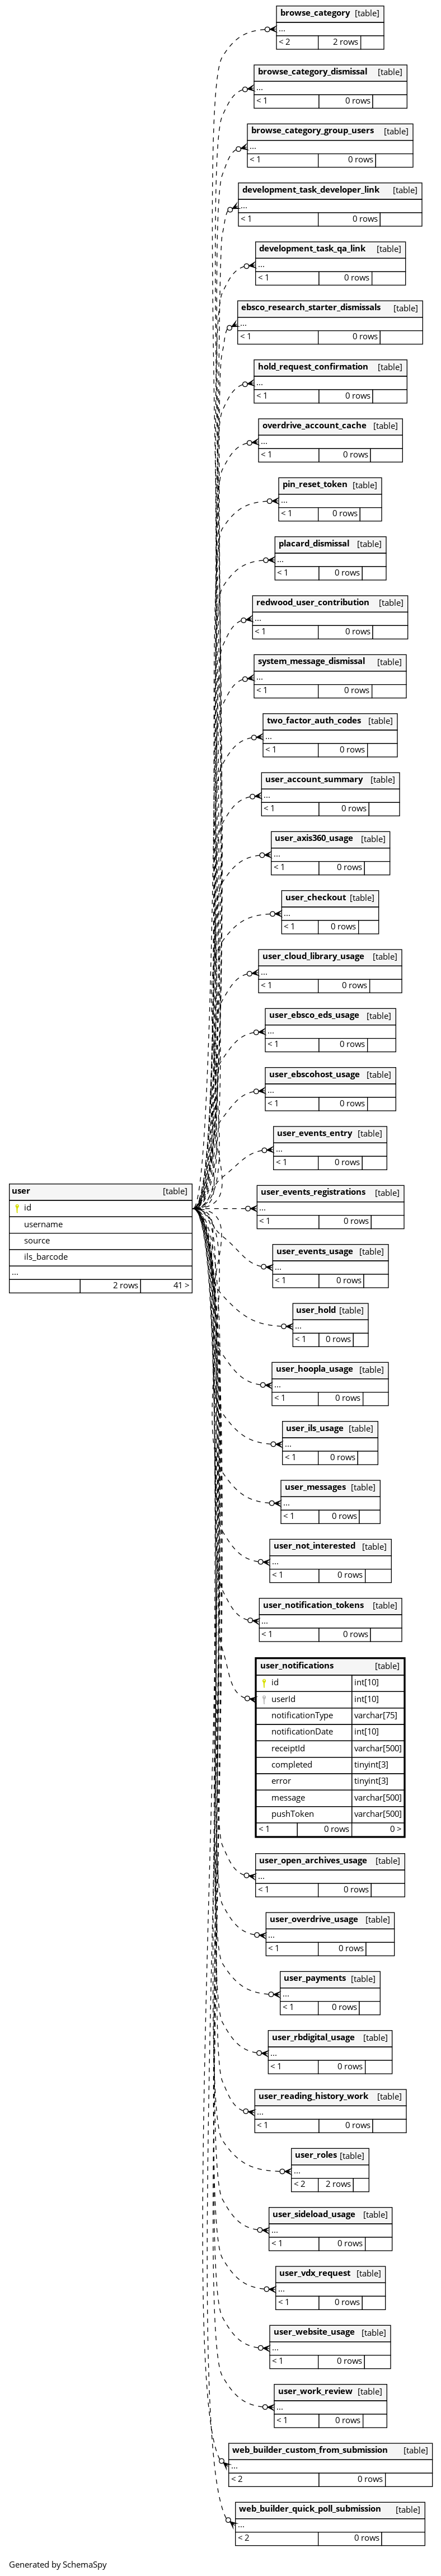 browse_category [table]
...
< 2 2 rows
browse_category_dismissal [table]
...
< 1 0 rows
browse_category_group_users [table]
...
< 1 0 rows
development_task_developer_link [table]
...
< 1 0 rows
development_task_qa_link [table]
...
< 1 0 rows
ebsco_research_starter_dismissals [table]
...
< 1 0 rows
hold_request_confirmation [table]
...
< 1 0 rows
overdrive_account_cache [table]
...
< 1 0 rows
pin_reset_token [table]
...
< 1 0 rows
placard_dismissal [table]
...
< 1 0 rows
redwood_user_contribution [table]
...
< 1 0 rows
system_message_dismissal [table]
...
< 1 0 rows
two_factor_auth_codes [table]
...
< 1 0 rows
user_account_summary [table]
...
< 1 0 rows
user_axis360_usage [table]
...
< 1 0 rows
user_checkout [table]
...
< 1 0 rows
user_cloud_library_usage [table]
...
< 1 0 rows
user_ebsco_eds_usage [table]
...
< 1 0 rows
user_ebscohost_usage [table]
...
< 1 0 rows
user_events_entry [table]
...
< 1 0 rows
user [table]
id
username
source
ils_barcode
...
2 rows 41 >
user_events_registrations [table]
...
< 1 0 rows
user_events_usage [table]
...
< 1 0 rows
user_hold [table]
...
< 1 0 rows
user_hoopla_usage [table]
...
< 1 0 rows
user_ils_usage [table]
...
< 1 0 rows
user_messages [table]
...
< 1 0 rows
user_not_interested [table]
...
< 1 0 rows
user_notification_tokens [table]
...
< 1 0 rows
user_notifications [table]
id int[10]
userId int[10]
notificationType varchar[75]
notificationDate int[10]
receiptId varchar[500]
completed tinyint[3]
error tinyint[3]
message varchar[500]
pushToken varchar[500]
< 1 0 rows 0 >
user_open_archives_usage [table]
...
< 1 0 rows
user_overdrive_usage [table]
...
< 1 0 rows
user_payments [table]
...
< 1 0 rows
user_rbdigital_usage [table]
...
< 1 0 rows
user_reading_history_work [table]
...
< 1 0 rows
user_roles [table]
...
< 2 2 rows
user_sideload_usage [table]
...
< 1 0 rows
user_vdx_request [table]
...
< 1 0 rows
user_website_usage [table]
...
< 1 0 rows
user_work_review [table]
...
< 1 0 rows
web_builder_custom_from_submission [table]
...
< 2 0 rows
web_builder_quick_poll_submission [table]
...
< 2 0 rows
Generated by SchemaSpy